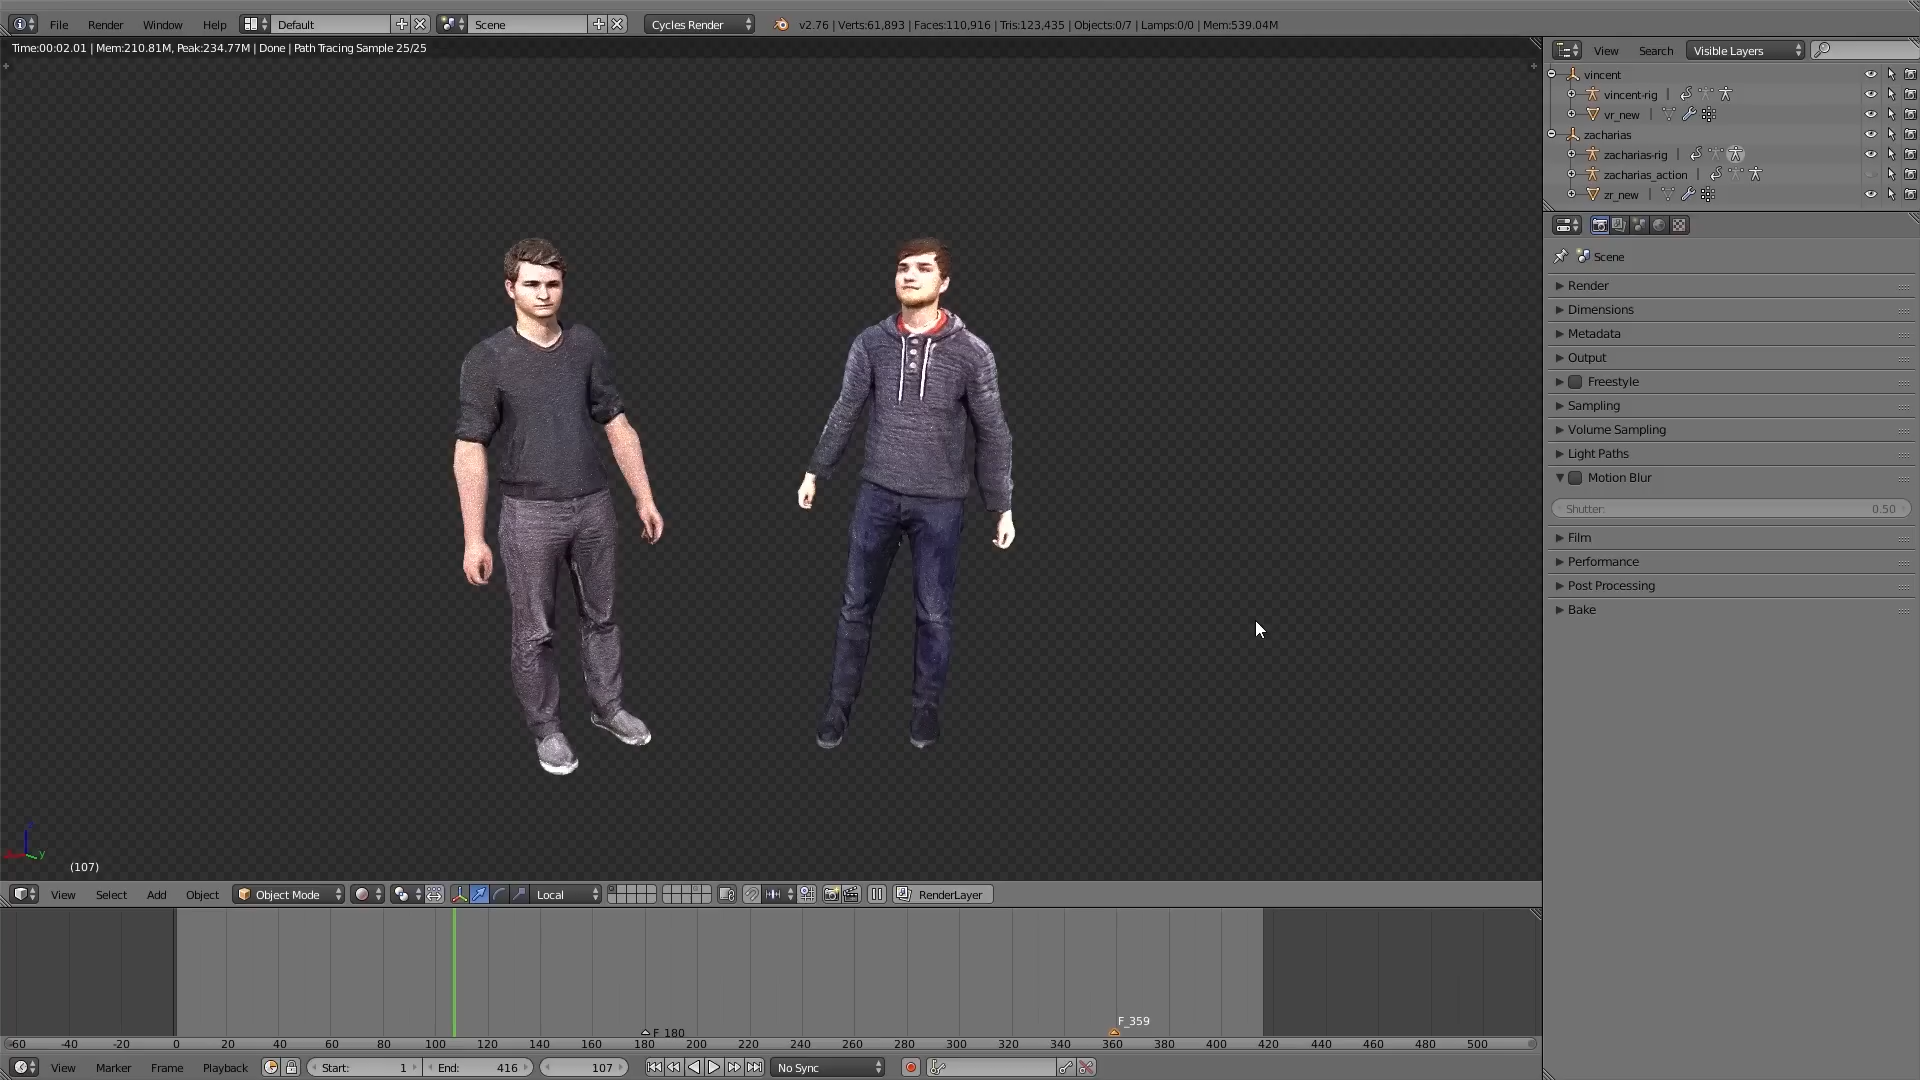 File Render Window Help Default Scene Cycles Render v2.76 | Verts:61,893 | Faces:110,916 | Tris:123,435 | Objects:0/7 | Lamps:0/0 | Mem:539.04M
Time:00:02.01 | Mem:210.81M, Peak:234.77M | Done | Path Tracing Sample 25/25
View Search Visible Layers
vincent
vincent-rig
vr_new
zacharias
zacharias-rig
zacharias_action
zr_new
Scene
Render
Dimensions
Metadata
Output
Freestyle
Sampling
Volume Sampling
Light Paths
Motion Blur
Shutter: 0.50
Film
Performance
Post Processing
Bake
y
(107)
View Select Add Object Object Mode Local RenderLayer
F_359
F_180
-60 -40 -20 0 20 40 60 80 100 120 140 160 180 200 220 240 260 280 300 320 340 360 380 400 420 440 460 480 500
View Marker Frame Playback Start: 1 End: 416 107 No Sync